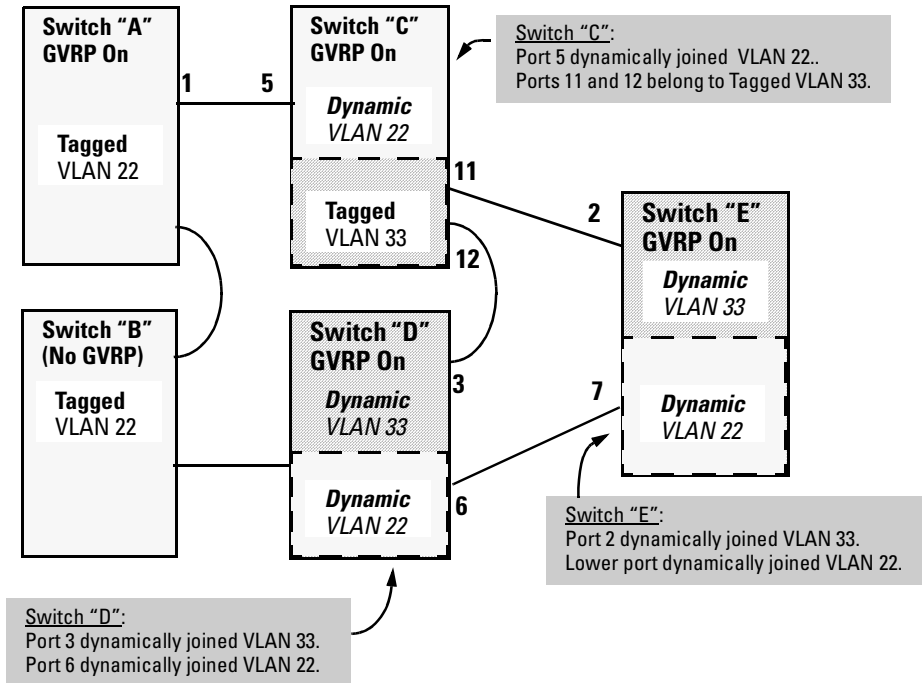 Switch “A”
GVRP On
1
Tagged
VLAN 22
5
Switch “C”
GVRP On
Dynamic
VLAN 22
11
Tagged
VLAN 33
12
Switch “C”:
Port 5 dynamically joined VLAN 22..
Ports 11 and 12 belong to Tagged VLAN 33.
2
Switch “E”
GVRP On
Dynamic
VLAN 33
7
Dynamic
VLAN 22
Switch “B”
(No GVRP)
Tagged
VLAN 22
Switch “D”
GVRP On
3
Dynamic
VLAN 33
Dynamic
VLAN 22
6
Switch “E”:
Port 2 dynamically joined VLAN 33.
Lower port dynamically joined VLAN 22.
Switch “D”:
Port 3 dynamically joined VLAN 33.
Port 6 dynamically joined VLAN 22.